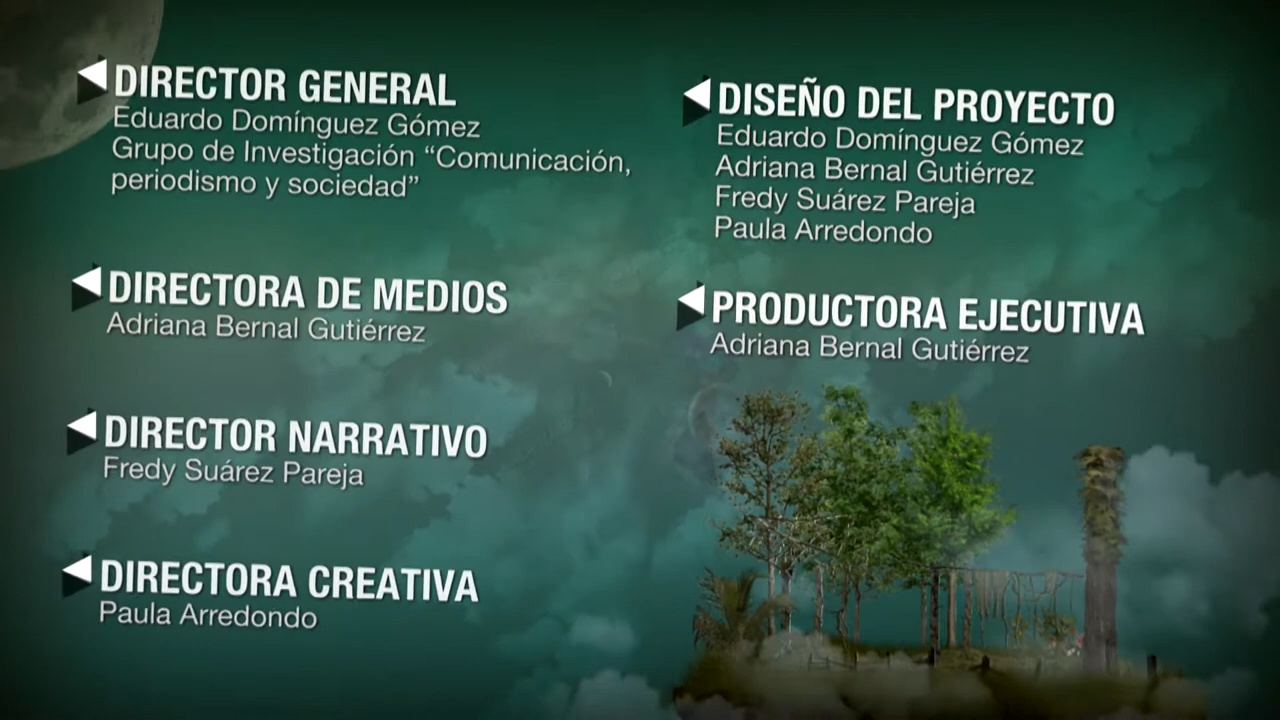 DIRECTOR GENERAL
Eduardo Domínguez Gómez
Grupo de Investigación “Comunicación,
periodismo y sociedad”
DIRECTORA DE MEDIOS
Adriana Bernal Gutiérrez
DIRECTOR NARRATIVO
Fredy Suárez Pareja
DIRECTORA CREATIVA
Paula Arredondo
DISEÑO DEL PROYECTO
Eduardo Domínguez Gómez
Adriana Bernal Gutiérrez
Fredy Suárez Pareja
Paula Arredondo
PRODUCTORA EJECUTIVA
Adriana Bernal Gutiérrez